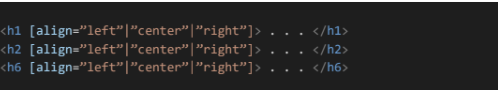 <h1 [align=”left”|”center”|”right”]> . . . </h1>
<h2 [align=”left”|”center”|”right”]> . . . </h2>
<h6 [align=”left”|”center”|”right”]> . . . </h6>